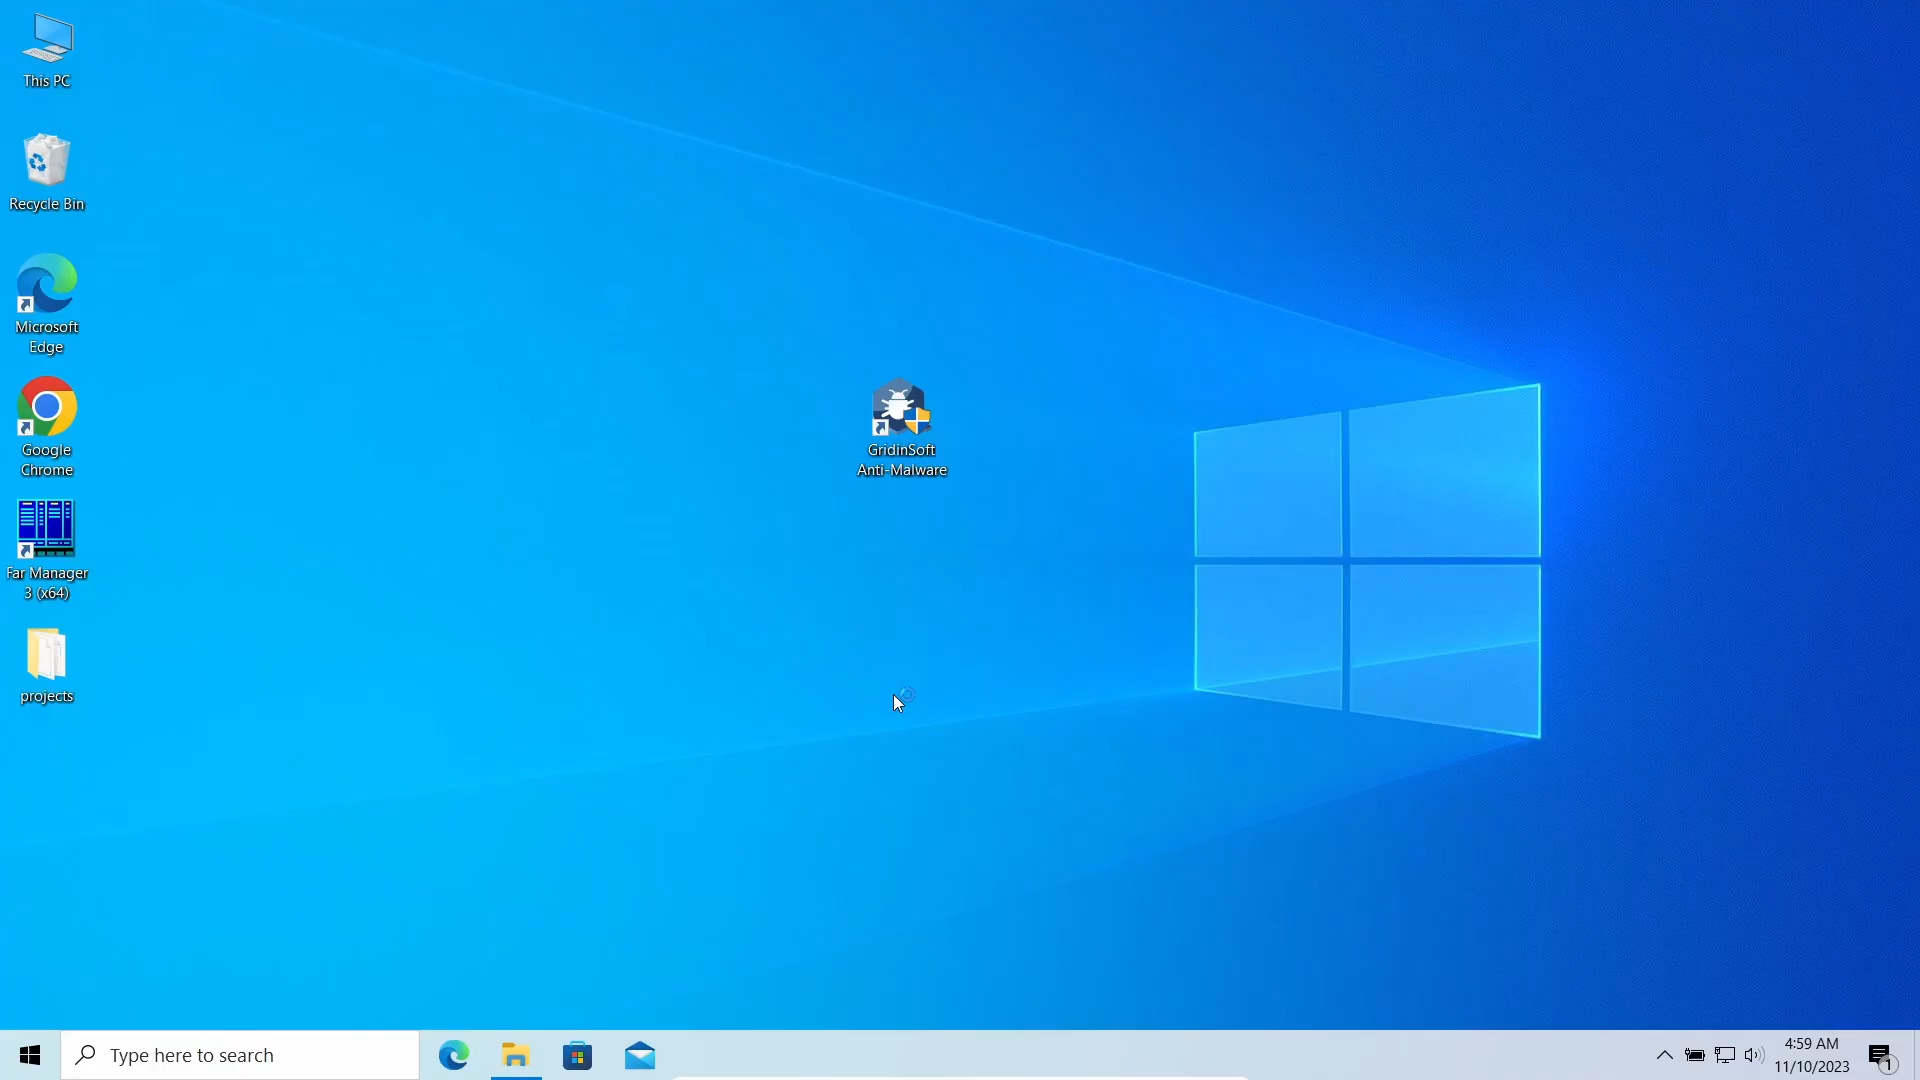 This PC
Recycle Bin
Microsoft
Edge
Google
Chrome
Far Manager
3 (x64)
projects
GridinSoft
Anti-Malware
Type here to search
4:59 AM
11/10/2023
1